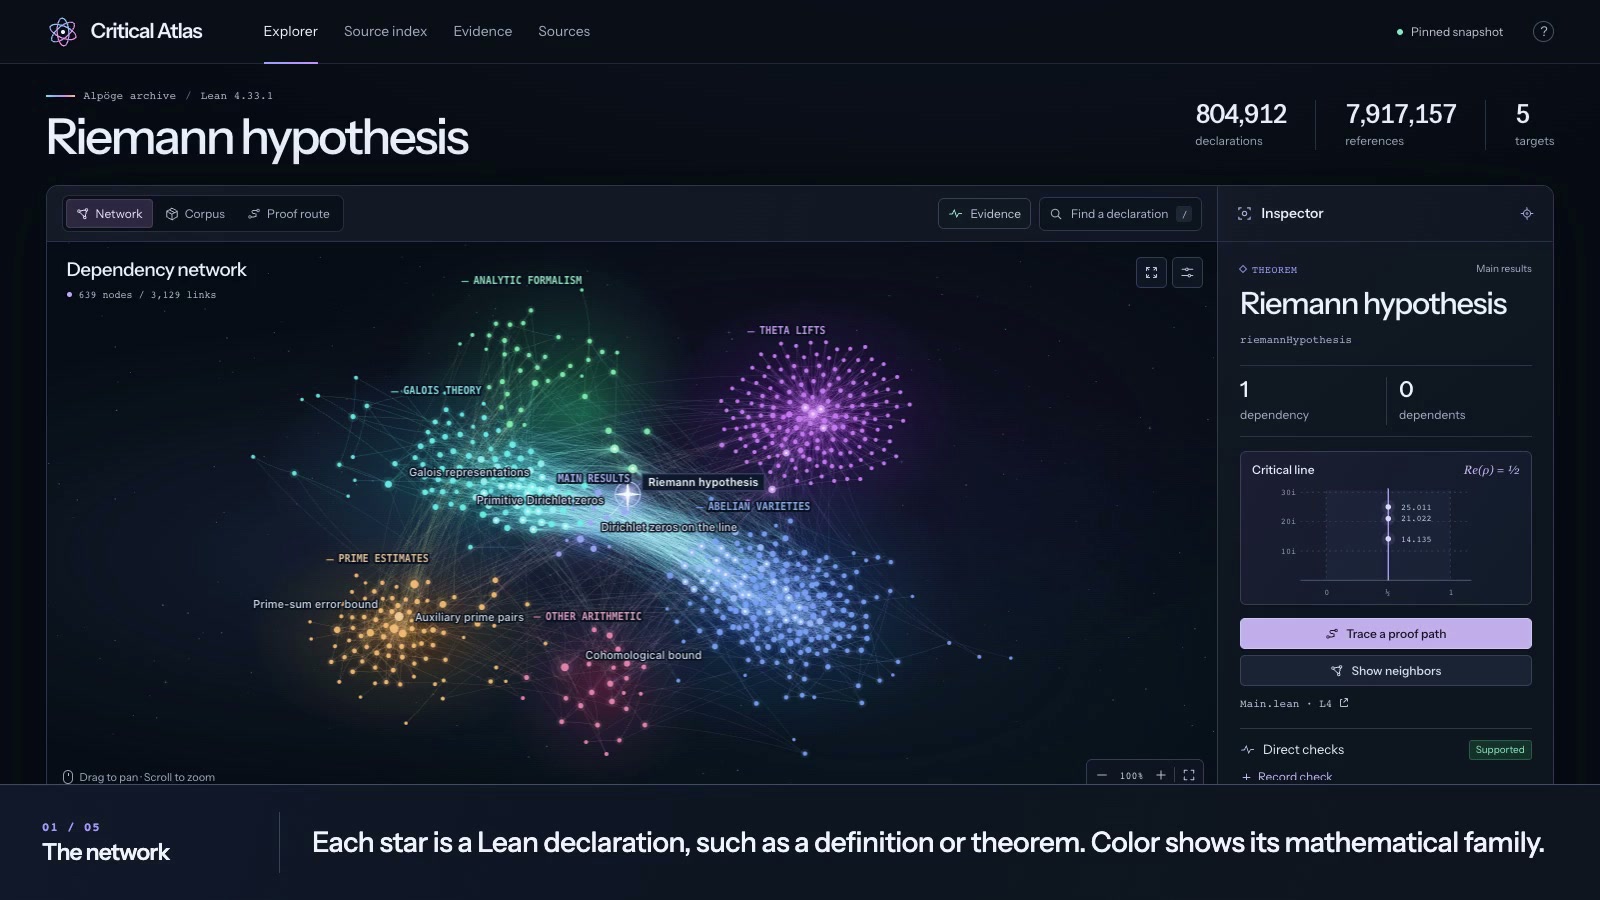 Critical Atlas
Explorer
Source index
Evidence
Sources
Pinned snapshot
?
Alpöge archive / Lean 4.33.1
Riemann hypothesis
804,912
declarations
7,917,157
references
5
targets
Network
Corpus
Proof route
Evidence
Find a declaration /
Inspector
Dependency network
639 nodes / 3,129 links
— ANALYTIC FORMALISM
— THETA LIFTS
— GALOIS THEORY
Galois representations
MAIN RESULTS
Riemann hypothesis
Primitive Dirichlet zeros
— ABELIAN VARIETIES
Dirichlet zeros on the line
— PRIME ESTIMATES
Prime-sum error bound
Auxiliary prime pairs
— OTHER ARITHMETIC
Cohomological bound
Drag to pan · Scroll to zoom
— 100% +
THEOREM
Main results
Riemann hypothesis
riemannHypothesis
1
dependency
0
dependents
Critical line
Re(ρ) = ½
30i
25.011
20i
21.022
14.135
10i
0 ½ 1
Trace a proof path
Show neighbors
Main.lean · L4
Direct checks
Supported
+ Record check
01 / 05
The network
Each star is a Lean declaration, such as a definition or theorem. Color shows its mathematical family.